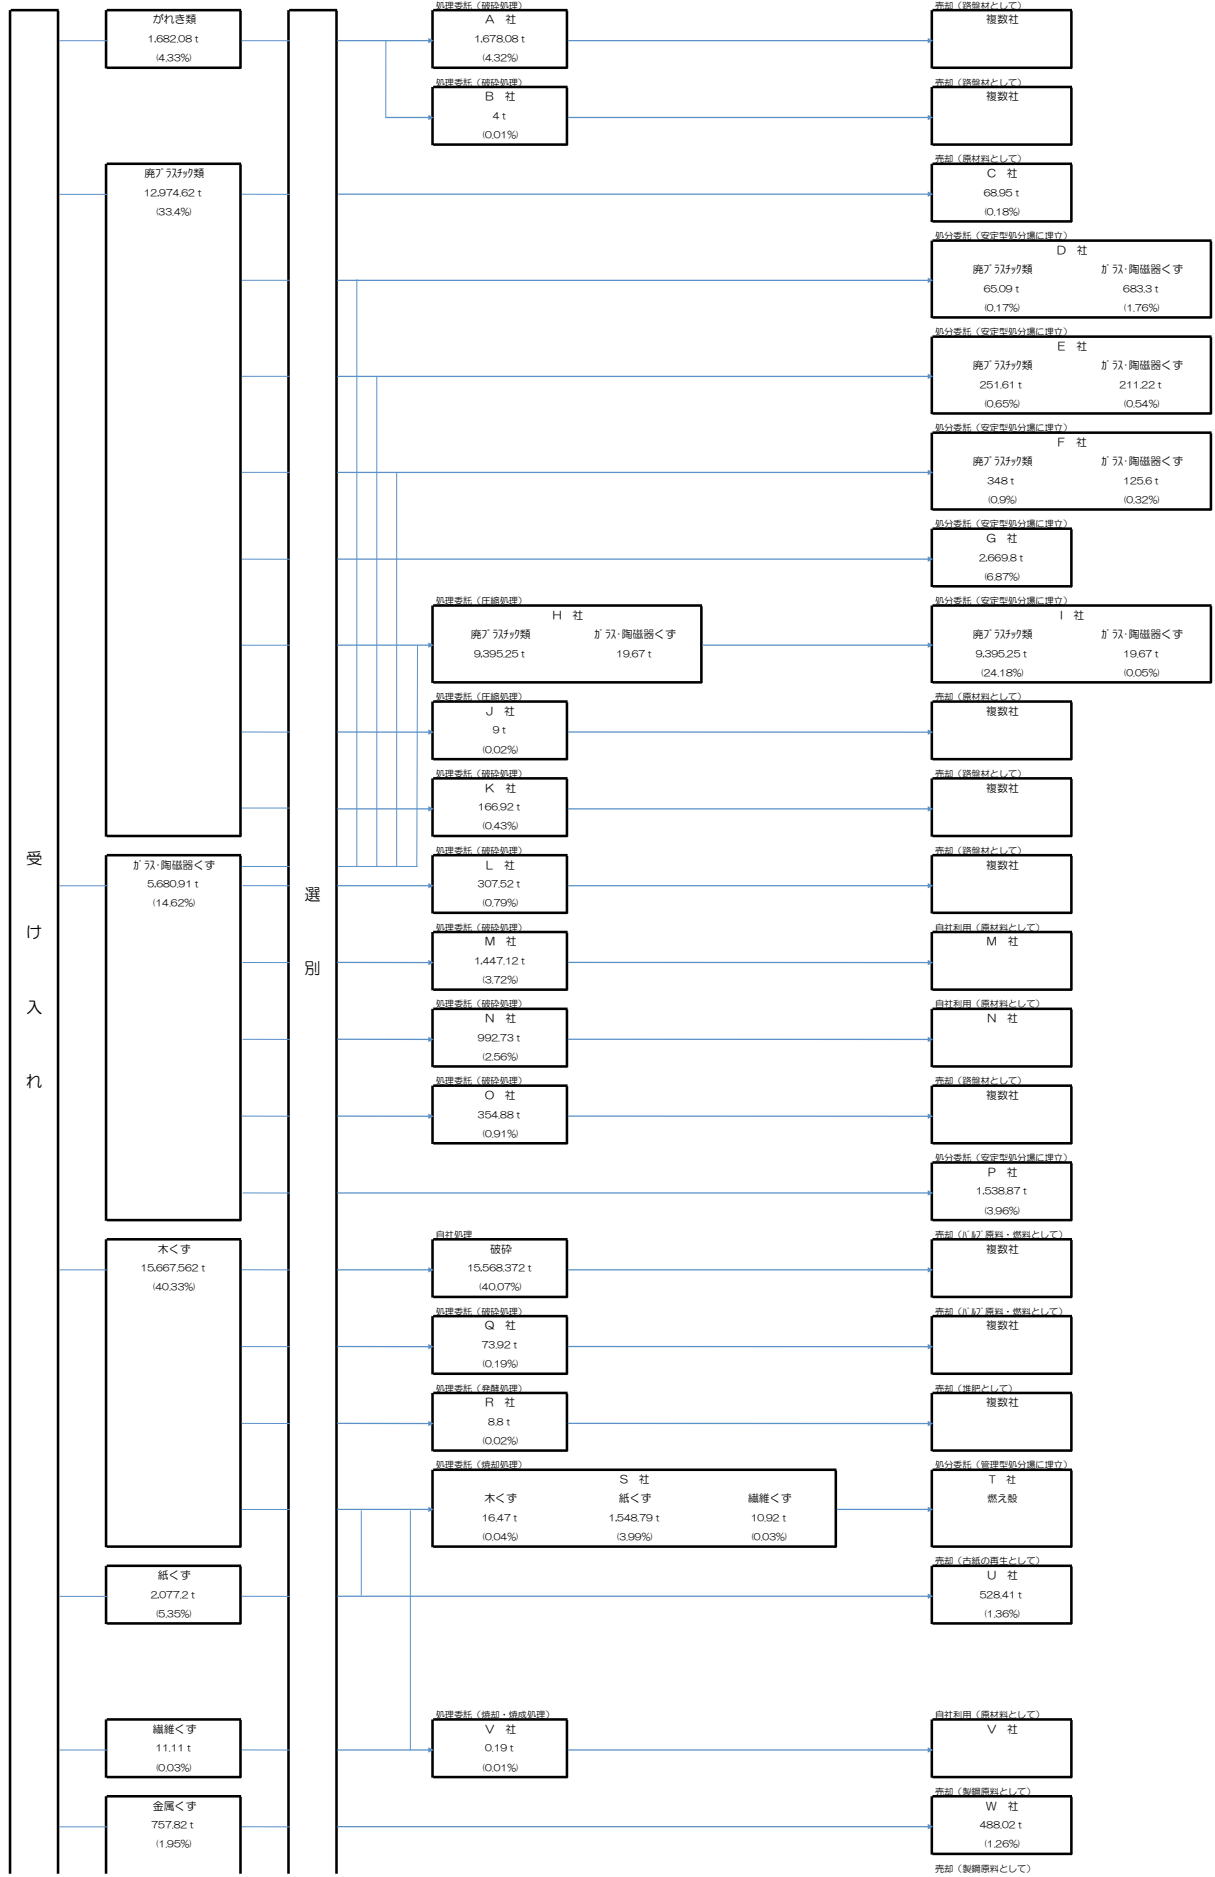 受け入れ
選別
がれき類
1,682.08 t
(4.33%)
処理委託（破砕処理）
A 社
1,678.08 t
(4.32%)
売却（路盤材として）
複数社
処理委託（破砕処理）
B 社
4 t
(0.01%)
売却（路盤材として）
複数社
廃プラスチック類
12,974.62 t
(33.4%)
売却（原材料として）
C 社
68.95 t
(0.18%)
処分委託（安定型処分場に埋立）
D 社
廃プラスチック類 ガラス・陶磁器くず
65.09 t 683.3 t
(0.17%) (1.76%)
処分委託（安定型処分場に埋立）
E 社
廃プラスチック類 ガラス・陶磁器くず
251.61 t 211.22 t
(0.65%) (0.54%)
処分委託（安定型処分場に埋立）
F 社
廃プラスチック類 ガラス・陶磁器くず
348 t 125.6 t
(0.9%) (0.32%)
処分委託（安定型処分場に埋立）
G 社
2,669.8 t
(6.87%)
処理委託（圧縮処理）
H 社
廃プラスチック類 ガラス・陶磁器くず
9,395.25 t 19.67 t
処分委託（安定型処分場に埋立）
I 社
廃プラスチック類 ガラス・陶磁器くず
9,395.25 t 19.67 t
(24.18%) (0.05%)
処理委託（圧縮処理）
J 社
9 t
(0.02%)
売却（原材料として）
複数社
処理委託（破砕処理）
K 社
166.92 t
(0.43%)
売却（路盤材として）
複数社
ガラス・陶磁器くず
5,680.91 t
(14.62%)
処理委託（破砕処理）
L 社
307.52 t
(0.79%)
売却（路盤材として）
複数社
処理委託（破砕処理）
M 社
1,447.12 t
(3.72%)
自社利用（原材料として）
M 社
処理委託（破砕処理）
N 社
992.73 t
(2.56%)
自社利用（原材料として）
N 社
処理委託（破砕処理）
O 社
354.88 t
(0.91%)
売却（路盤材として）
複数社
処分委託（安定型処分場に埋立）
P 社
1,538.87 t
(3.96%)
木くず
15,667.562 t
(40.33%)
自社処理
破砕
15,568.372 t
(40.07%)
売却（パルプ原料・燃料として）
複数社
処理委託（破砕処理）
Q 社
73.92 t
(0.19%)
売却（パルプ原料・燃料として）
複数社
処理委託（発酵処理）
R 社
8.8 t
(0.02%)
売却（堆肥として）
複数社
処理委託（焼却処理）
S 社
木くず 紙くず 繊維くず
16.47 t 1,548.79 t 10.92 t
(0.04%) (3.99%) (0.03%)
処分委託（管理型処分場に埋立）
T 社
燃え殻
紙くず
2,077.2 t
(5.35%)
売却（古紙の再生として）
U 社
528.41 t
(1.36%)
繊維くず
11.11 t
(0.03%)
処理委託（焼却・焼成処理）
V 社
0.19 t
(0.01%)
自社利用（原材料として）
V 社
金属くず
757.82 t
(1.95%)
売却（製鋼原料として）
W 社
488.02 t
(1.26%)
売却（製鋼原料として）